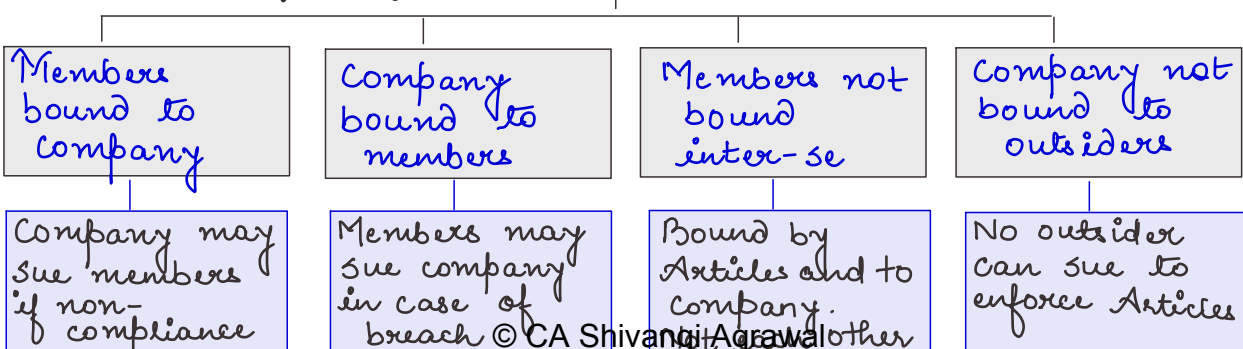 Members
bound to
company
Company
bound to
members
Members not
bound
inter-se
Company not
bound to
outsiders
Company may
sue members
if non-
compliance
Members may
sue company
in case of
breach
Bound by
Articles and to
company.
other
No outsider
can sue to
enforce Articles
© CA Shivangi Agrawal